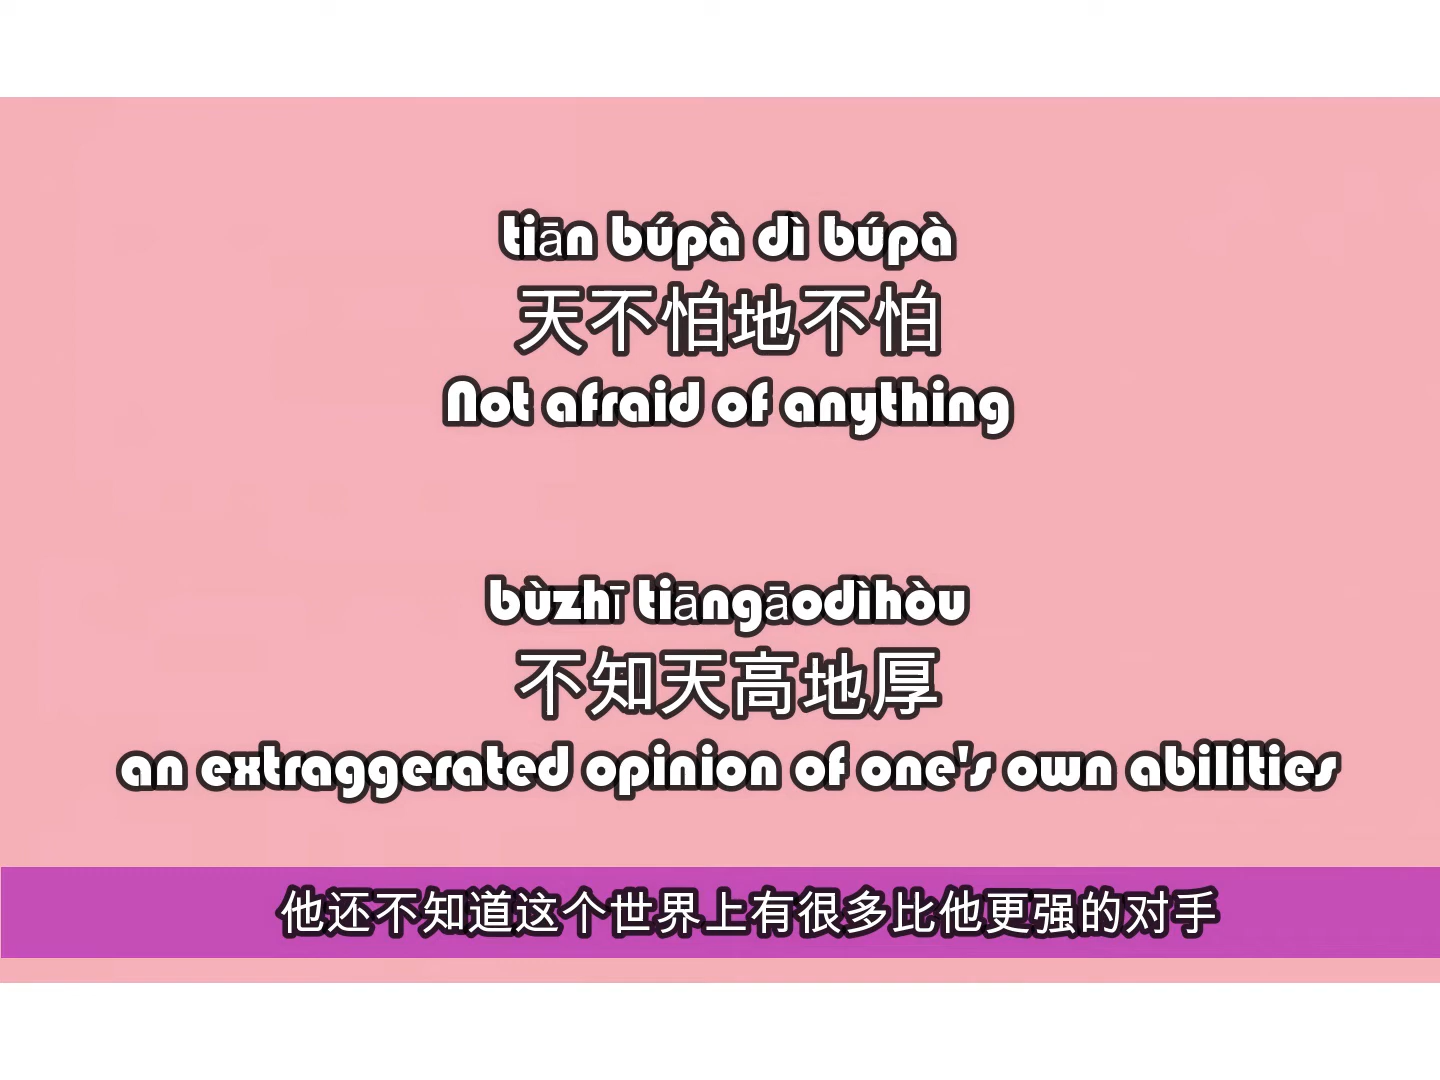 tiān búpà dì búpà
天不怕地不怕
Not afraid of anything
bùzhī tiāngāodìhòu
不知天高地厚
an extraggerated opinion of one's own abilities
他还不知道这个世界上有很多比他更强的对手